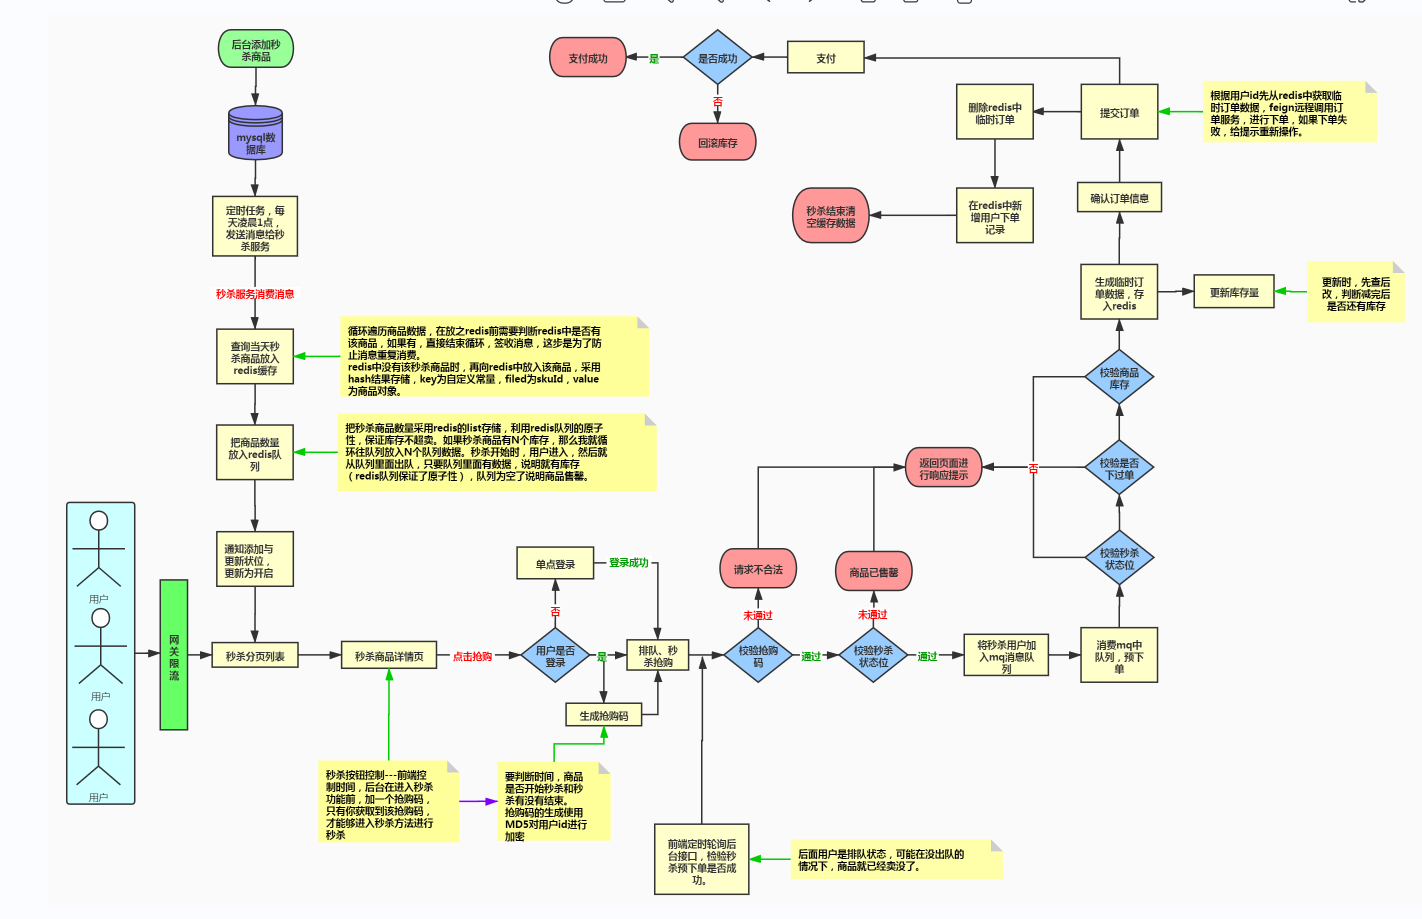 后台添加秒
杀商品
mysql数
据库
定时任务，每
天凌晨1点，
发送消息给秒
杀服务
秒杀服务消费消息
查询当天秒
杀商品放入
redis缓存
循环遍历商品数据，在放之redis前需要判断redis中是否有
该商品，如果有，直接结束循环，签收消息，这步是为了防
止消息重复消费。
redis中没有该秒杀商品时，再向redis中放入该商品，采用
hash结果存储，key为自定义常量，filed为skuId，value
为商品对象。
把商品数量
放入redis队
列
把秒杀商品数量采用redis的list存储，利用redis队列的原子
性，保证库存不超卖。如果秒杀商品有N个库存，那么我就循
环往队列放入N个队列数据。秒杀开始时，用户进入，然后就
从队列里面出队，只要队列里面有数据，说明就有库存
（redis队列保证了原子性），队列为空了说明商品售罄。
通知添加与
更新状位，
更新为开启
用户
用户
用户
网
关
限
流
秒杀分页列表
秒杀商品详情页
点击抢购
用户是否
登录
否
单点登录
登录成功
是
排队、秒
杀抢购
生成抢购码
秒杀按钮控制---前端控
制时间，后台在进入秒杀
功能前，加一个抢购码，
只有你获取到该抢购码，
才能够进入秒杀方法进行
秒杀
要判断时间，商品
是否开始秒杀和秒
杀有没有结束。
抢购码的生成使用
MD5对用户id进行
加密
前端定时轮询后
台接口，检验秒
杀预下单是否成
功。
后面用户是排队状态，可能在没出队的
情况下，商品就已经卖没了。
校验抢购
码
未通过
请求不合法
通过
校验秒杀
状态位
未通过
商品已售罄
通过
将秒杀用户加
入mq消息队
列
消费mq中
队列，预下
单
校验秒杀
状态位
校验是否
下过单
校验商品
库存
否
返回页面进
行响应提示
生成临时订
单数据，存
入redis
更新库存量
更新时，先查后
改，判断减完后
是否还有库存
确认订单信息
提交订单
根据用户id先从redis中获取临
时订单数据，feign远程调用订
单服务，进行下单，如果下单失
败，给提示重新操作。
删除redis中
临时订单
在redis中新
增用户下单
记录
秒杀结束清
空缓存数据
支付
是否成功
是
支付成功
否
回滚库存